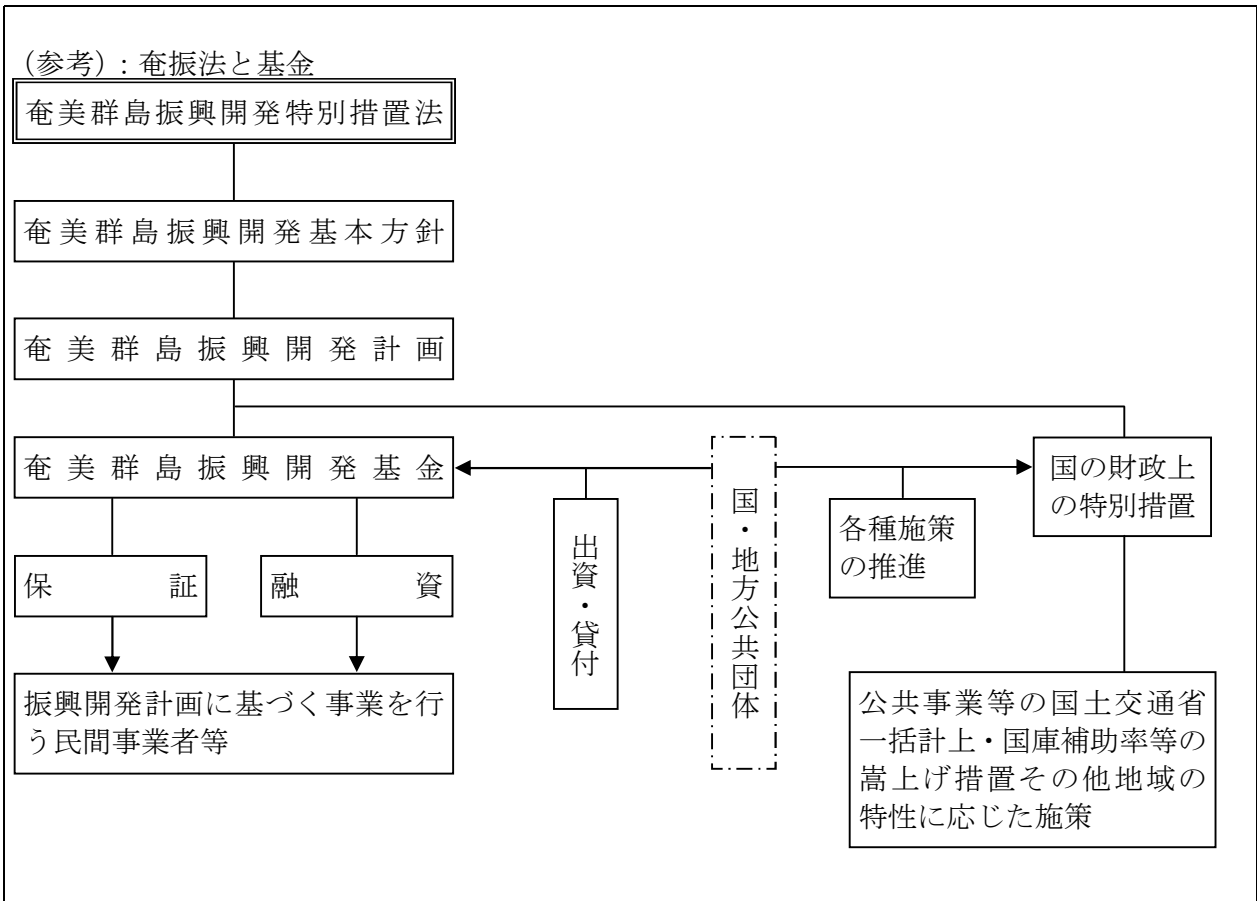 (参考):奄振法と基金
奄美群島振興開発特別措置法
奄美群島振興開発基本方針
奄美群島振興開発計画
奄美群島振興開発基金
国・地方公共団体
国の財政上
の特別措置
出資・貸付
各種施策
の推進
保証
融資
振興開発計画に基づく事業を行
う民間事業者等
公共事業等の国土交通省
一括計上・国庫補助率等の
嵩上げ措置その他地域の
特性に応じた施策